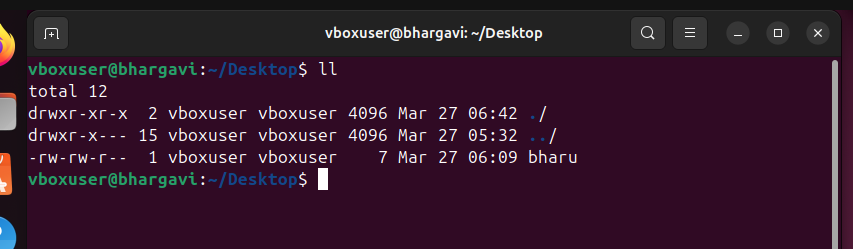 vboxuser@bhargavi: ~/Desktop
vboxuser@bhargavi:~/Desktop$ ll
total 12
drwxr-xr-x  2 vboxuser vboxuser 4096 Mar 27 06:42 ./
drwxr-x--- 15 vboxuser vboxuser 4096 Mar 27 05:32 ../
-rw-rw-r--  1 vboxuser vboxuser    7 Mar 27 06:09 bharu
vboxuser@bhargavi:~/Desktop$